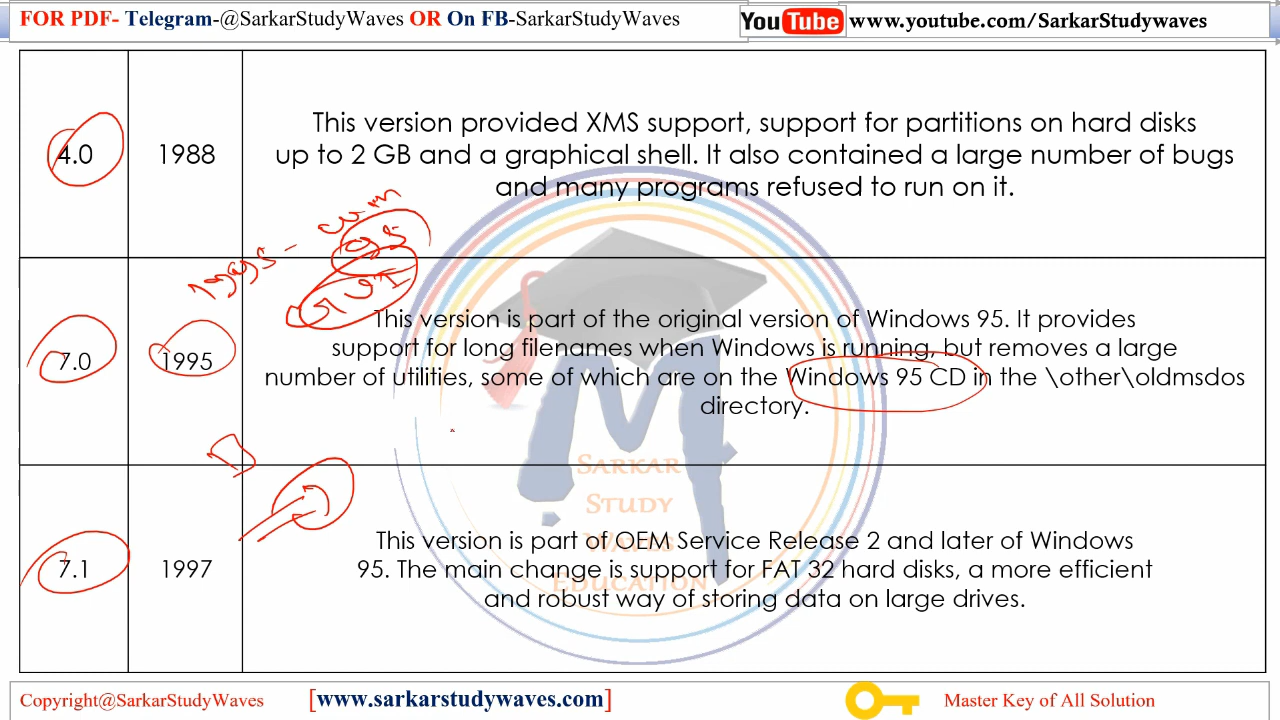 FOR PDF- Telegram-@SarkarStudyWaves OR On FB-SarkarStudyWaves
YouTube www.youtube.com/SarkarStudywaves
4.0
1988
This version provided XMS support, support for partitions on hard disks
up to 2 GB and a graphical shell. It also contained a large number of bugs
and many programs refused to run on it.
7.0
1995
This version is part of the original version of Windows 95. It provides
support for long filenames when Windows is running, but removes a large
number of utilities, some of which are on the Windows 95 CD in the \other\oldmsdos
directory.
7.1
1997
This version is part of OEM Service Release 2 and later of Windows
95. The main change is support for FAT 32 hard disks, a more efficient
and robust way of storing data on large drives.
SARKAR
STUDY
WAVES
EDUCATION
Copyright@SarkarStudyWaves
[www.sarkarstudywaves.com]
Master Key of All Solution